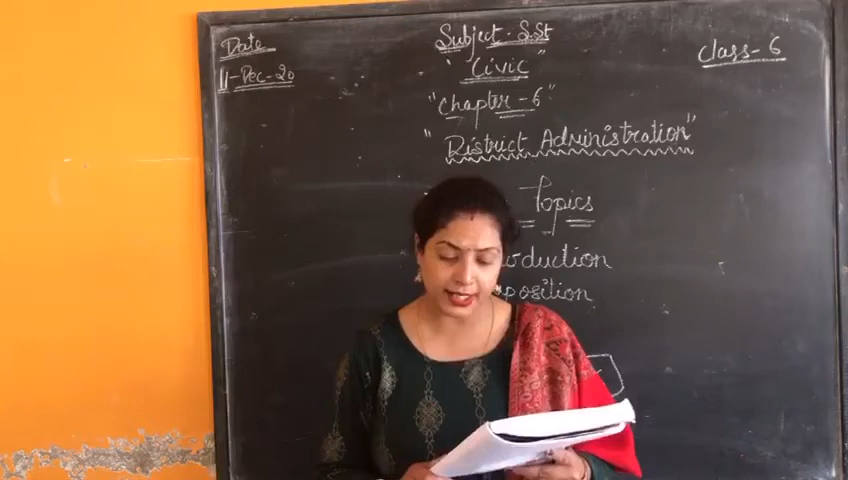 Date
11-Dec-20
Subject - S.St
"Civic"
Class - 6
"Chapter - 6"
"District Administration"
Topics
oduction
position